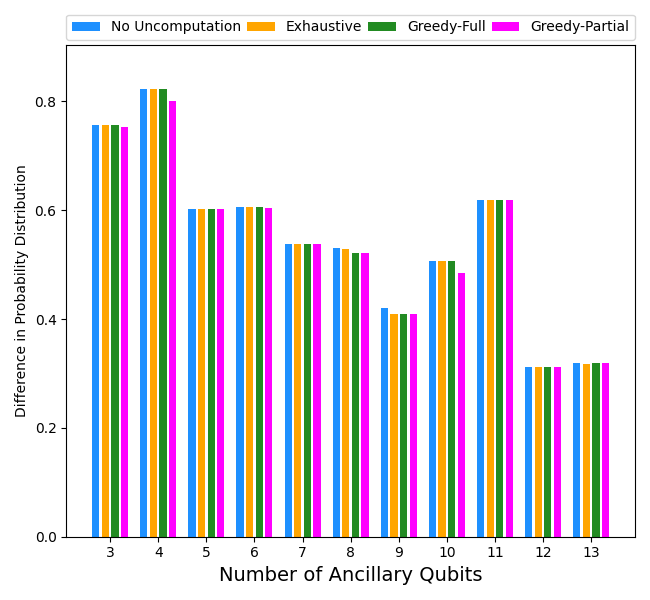 No Uncomputation Exhaustive Greedy-Full Greedy-Partial
Difference in Probability Distribution
0.8
0.6
0.4
0.2
0.0
3 4 5 6 7 8 9 10 11 12 13
Number of Ancillary Qubits